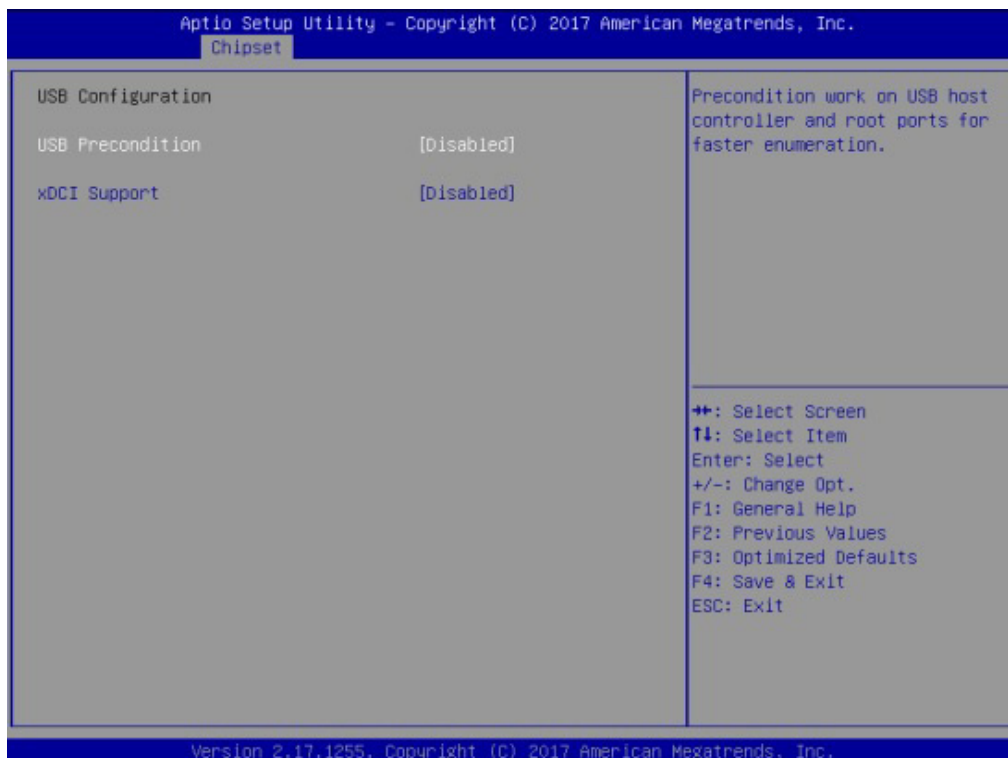 Aptio Setup Utility – Copyright (C) 2017 American Megatrends, Inc.
Chipset
USB Configuration
USB Precondition [Disabled]
xDCI Support [Disabled]
Precondition work on USB host
controller and root ports for
faster enumeration.
→←: Select Screen
↑↓: Select Item
Enter: Select
+/-: Change Opt.
F1: General Help
F2: Previous Values
F3: Optimized Defaults
F4: Save & Exit
ESC: Exit
Version 2.17.1255. Copyright (C) 2017 American Megatrends, Inc.